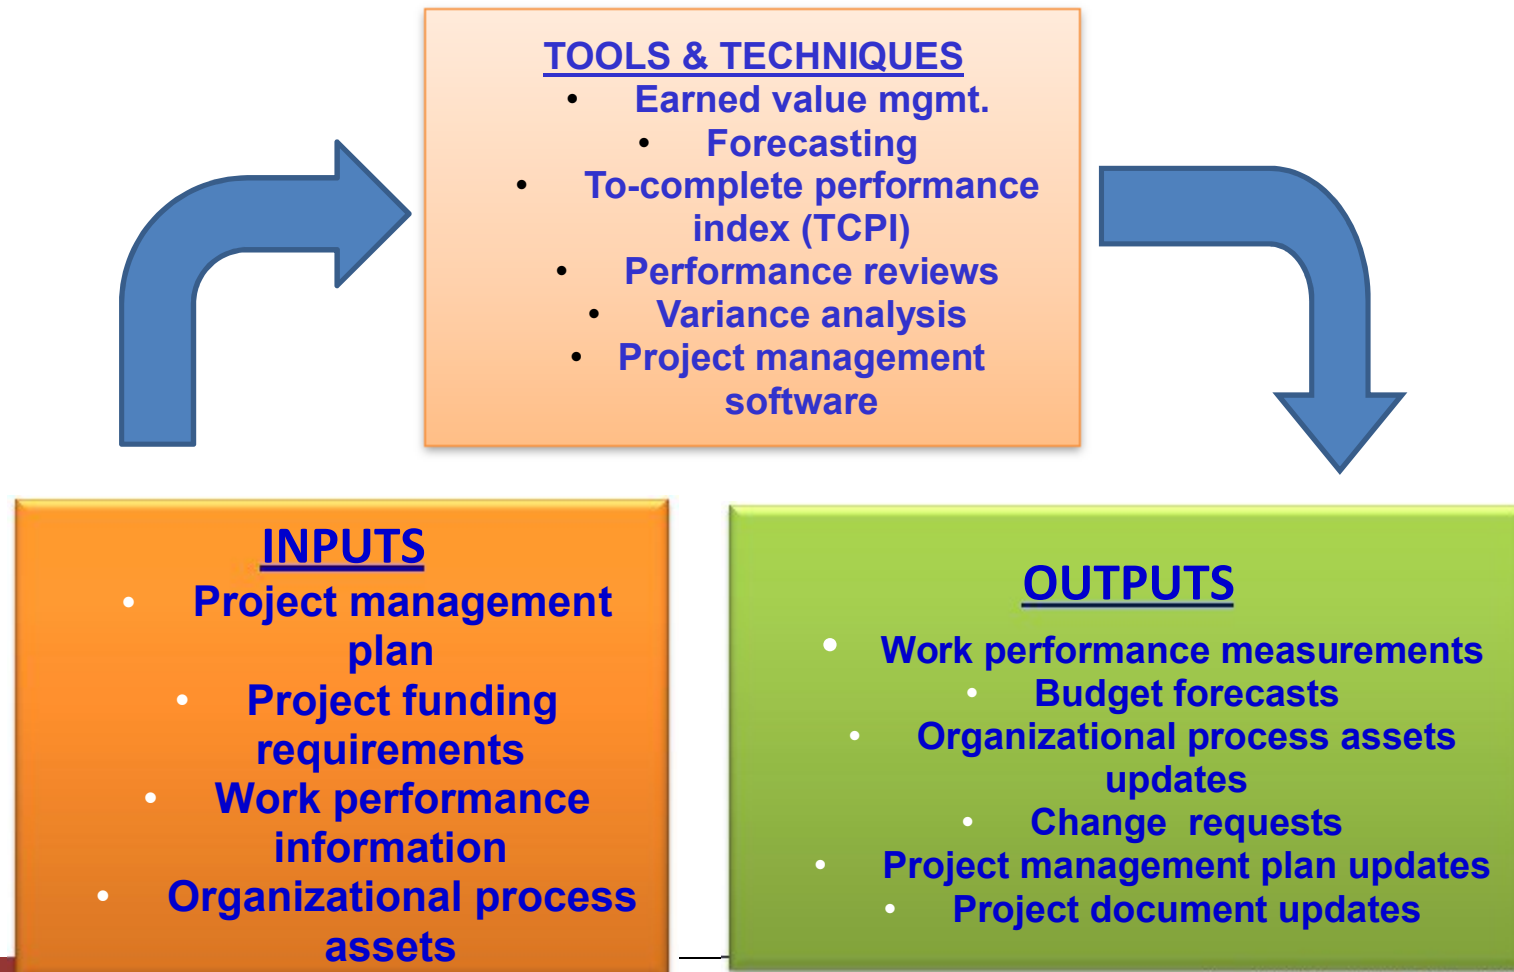 TOOLS & TECHNIQUES
• Earned value mgmt.
• Forecasting
• To-complete performance
index (TCPI)
• Performance reviews
• Variance analysis
• Project management
software
INPUTS
• Project management
plan
• Project funding
requirements
• Work performance
information
• Organizational process
assets
OUTPUTS
• Work performance measurements
• Budget forecasts
• Organizational process assets
updates
• Change  requests
• Project management plan updates
• Project document updates